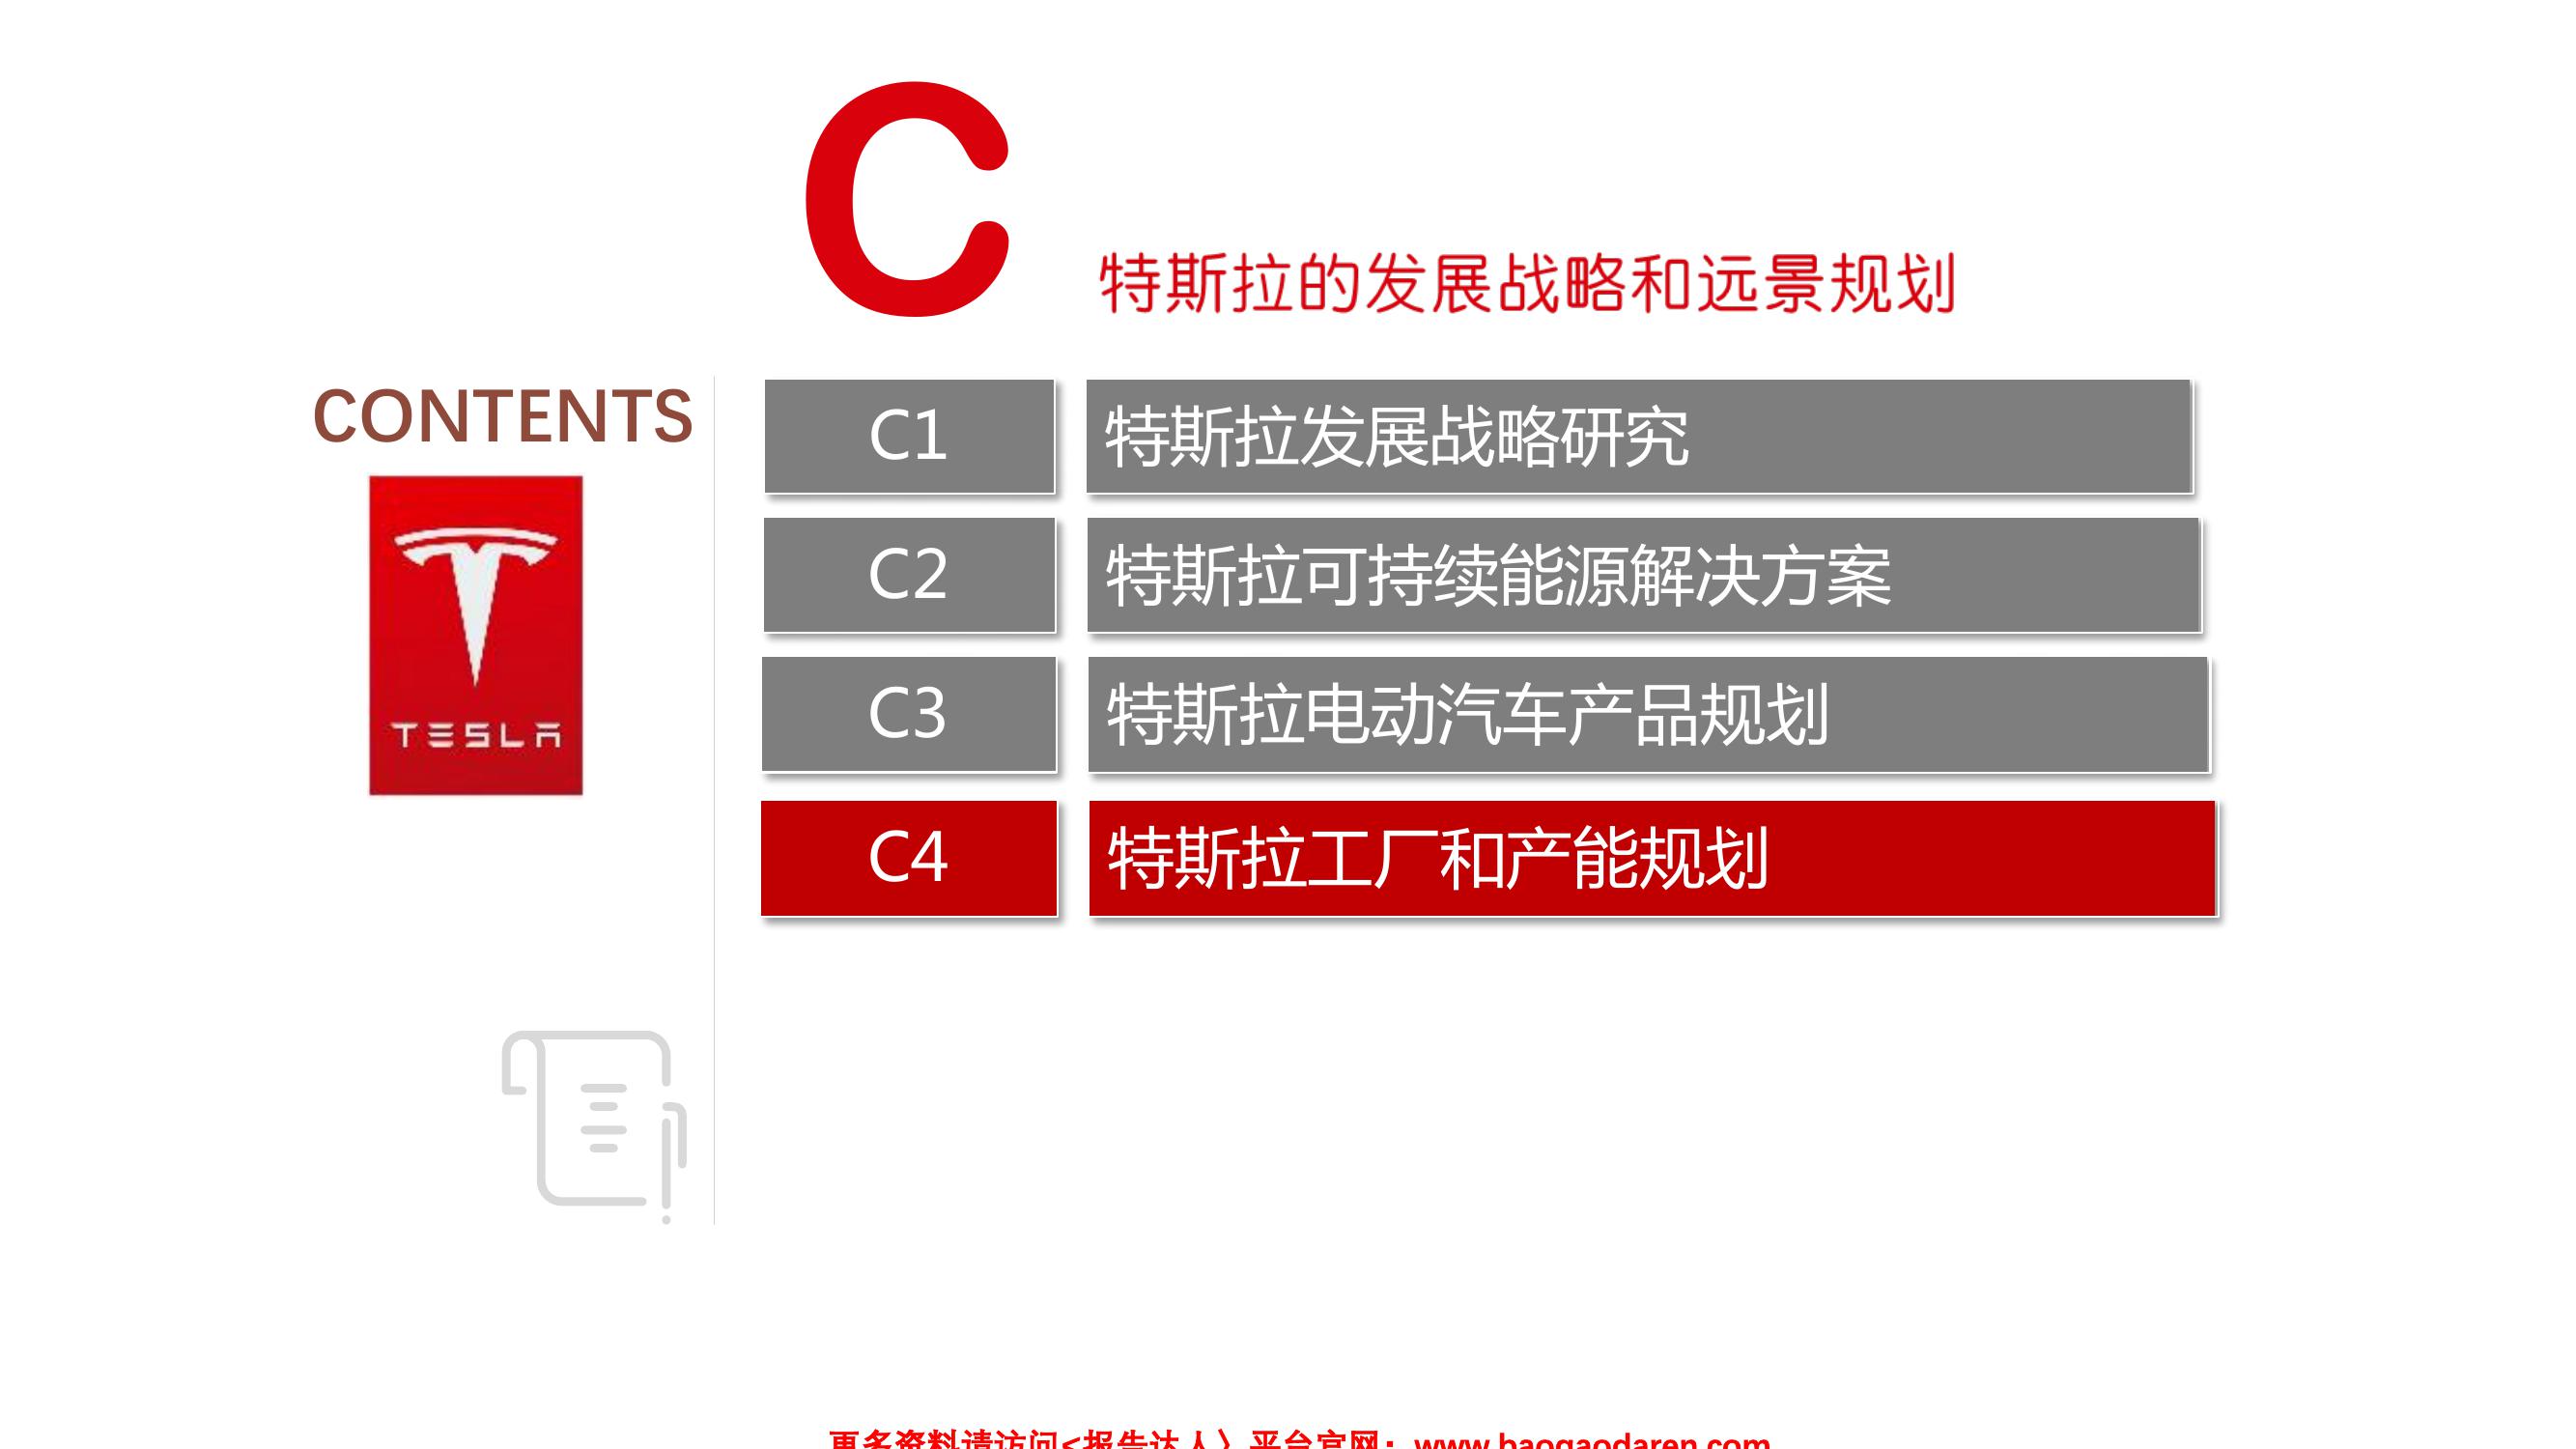 C
特斯拉的发展战略和远景规划
CONTENTS
TESLA
C1 特斯拉发展战略研究
C2 特斯拉可持续能源解决方案
C3 特斯拉电动汽车产品规划
C4 特斯拉工厂和产能规划
更多资料请访问<报告达人〉平台官网：www.baogaodaren.com